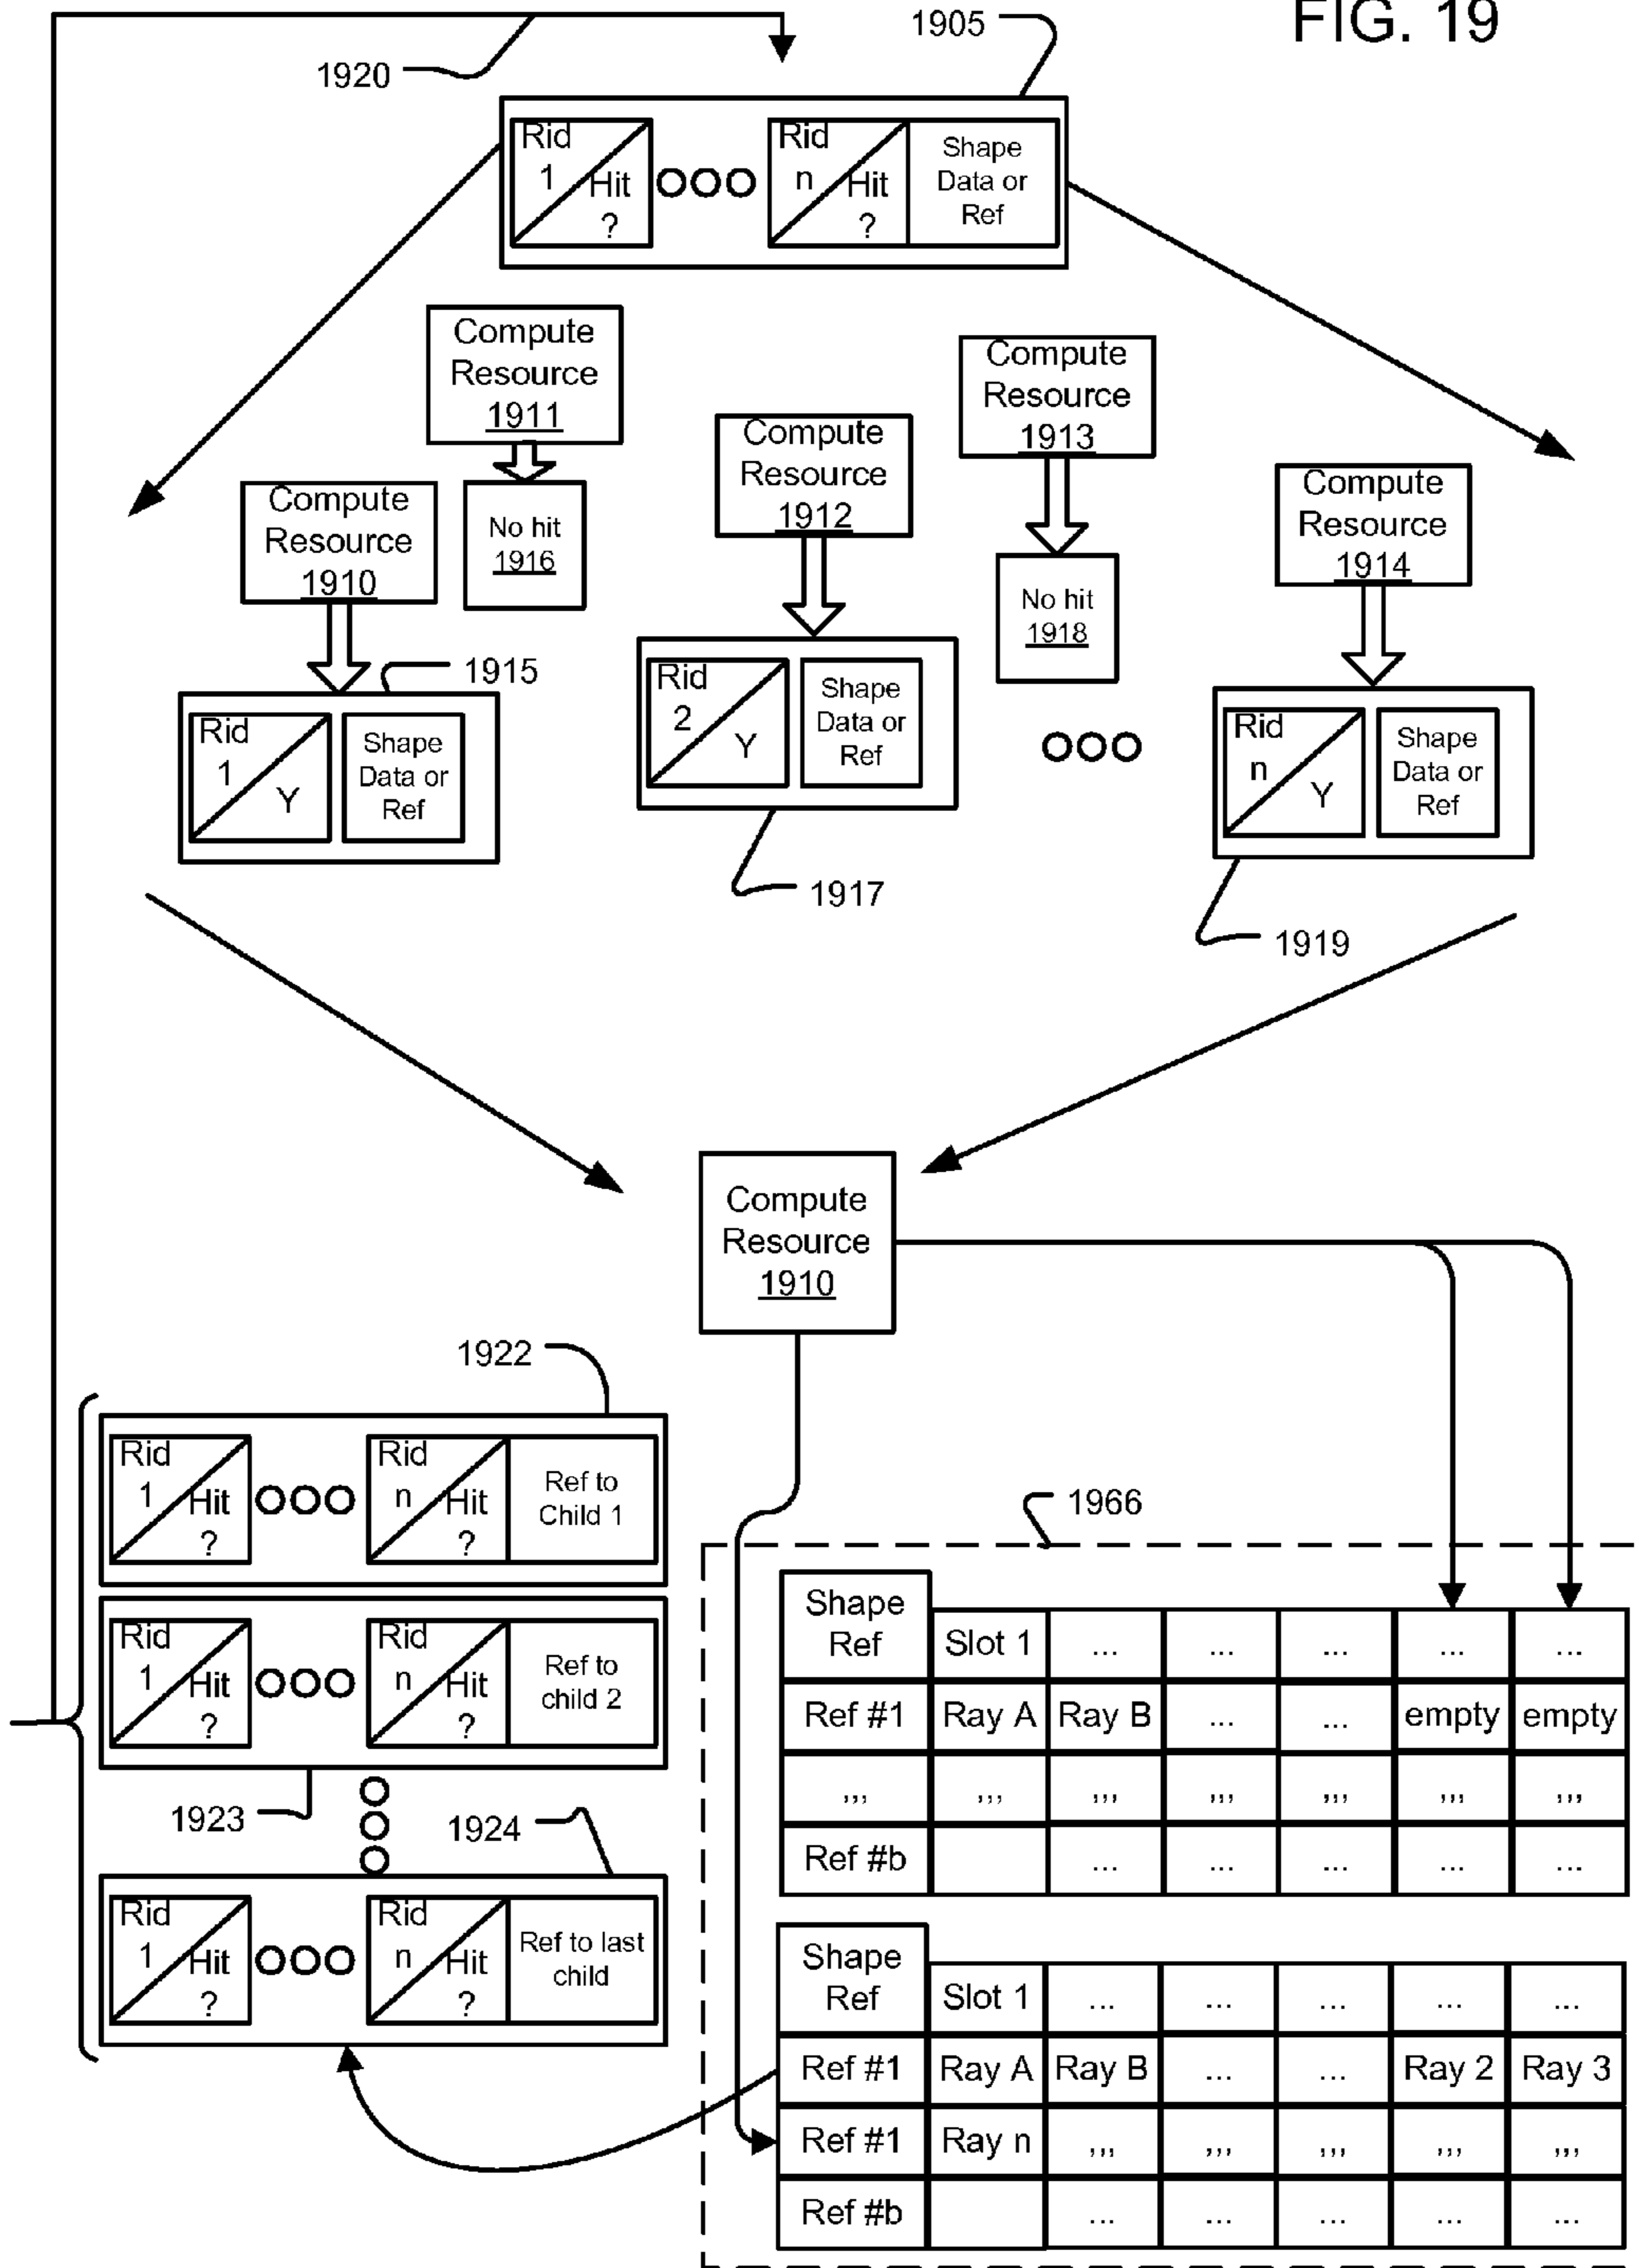 FIG. 19
1905
1920
Rid
1
Hit
?
Rid
n
Hit
?
Shape
Data or
Ref
Compute
Resource
1911
Compute
Resource
1913
Compute
Resource
1912
Compute
Resource
1914
Compute
Resource
1910
No hit
1916
No hit
1918
1915
Rid
1
Y
Shape
Data or
Ref
Rid
2
Y
Shape
Data or
Ref
Rid
n
Y
Shape
Data or
Ref
1917
1919
Compute
Resource
1910
1922
Rid
1
Hit
?
Rid
n
Hit
?
Ref to
Child 1
Rid
1
Hit
?
Rid
n
Hit
?
Ref to
child 2
1923
1924
Rid
1
Hit
?
Rid
n
Hit
?
Ref to last
child
1966
Shape
Ref
Slot 1 ... ... ... ... ...
Ref #1 Ray A Ray B ... ... empty empty
,,, ,,, ,,, ,,, ,,, ,,, ,,,
Ref #b ... ... ... ... ...
Shape
Ref
Slot 1 ... ... ... ... ...
Ref #1 Ray A Ray B ... ... Ray 2 Ray 3
Ref #1 Ray n ,,, ,,, ,,, ,,, ,,,
Ref #b ... ... ... ... ...